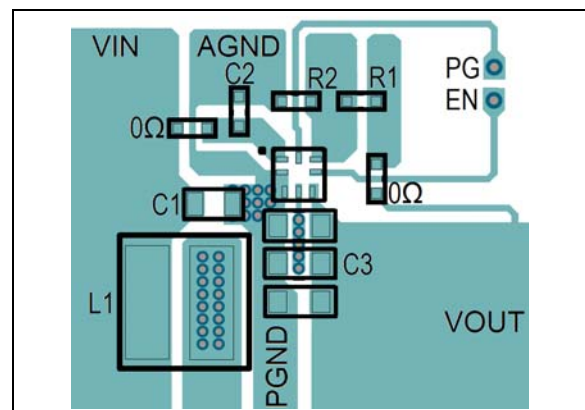 VIN AGND
C2
R2 R1
PG
EN
0Ω
0Ω
C1
C3
L1
VOUT
PGND